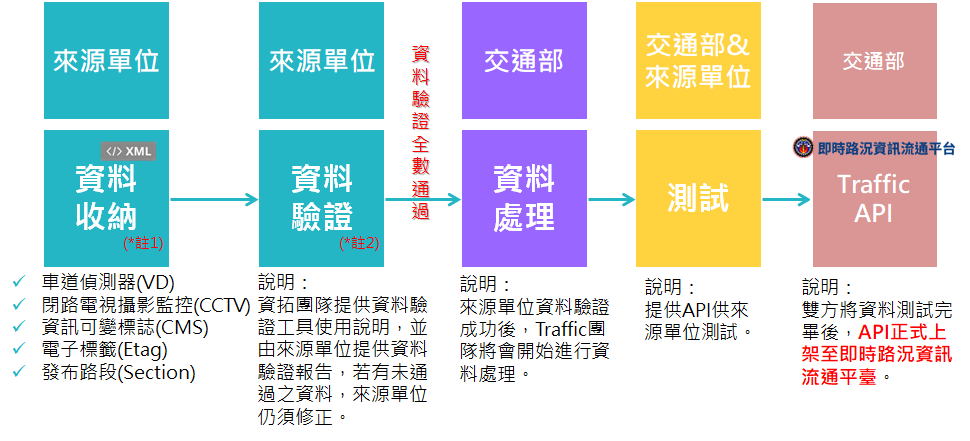 來源單位
來源單位
資料驗證全數通過
交通部
交通部&
來源單位
交通部
</> XML
資料
收納
(*註1)
資料
驗證
(*註2)
資料
處理
測試
即時路況資訊流通平台
Traffic
API
車道偵測器(VD)
閉路電視攝影監控(CCTV)
資訊可變標誌(CMS)
電子標籤(Etag)
發布路段(Section)
說明：
資拓團隊提供資料驗
證工具使用說明，並
由來源單位提供資料
驗證報告，若有未通
過之資料，來源單位
仍須修正。
說明：
來源單位資料驗證
成功後，Traffic團
隊將會開始進行資
料處理。
說明：
提供API供來
源單位測試。
說明：
雙方將資料測試完
畢後，API正式上
架至即時路況資訊
流通平臺。